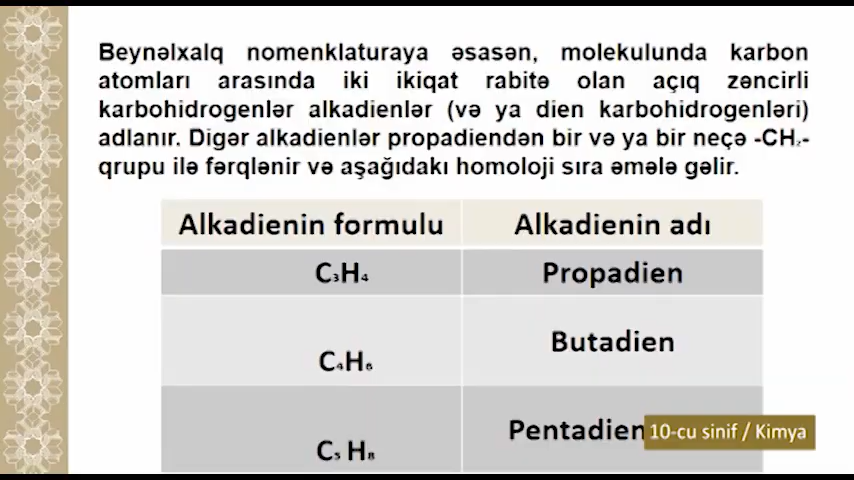 Beynəlxalq nomenklaturaya əsasən, molekulunda karbon
atomları arasında iki ikiqat rabitə olan açıq zəncirli
karbohidrogenlər alkadienlər (və ya dien karbohidrogenləri)
adlanır. Digər alkadienlər propadiendən bir və ya bir neçə -CH₂-
qrupu ilə fərqlənir və aşağıdakı homoloji sıra əmələ gəlir.
Alkadienin formulu Alkadienin adı
C₃H₄ Propadien
C₄H₆ Butadien
C₅ H₈ Pentadien
10-cu sinif / Kimya